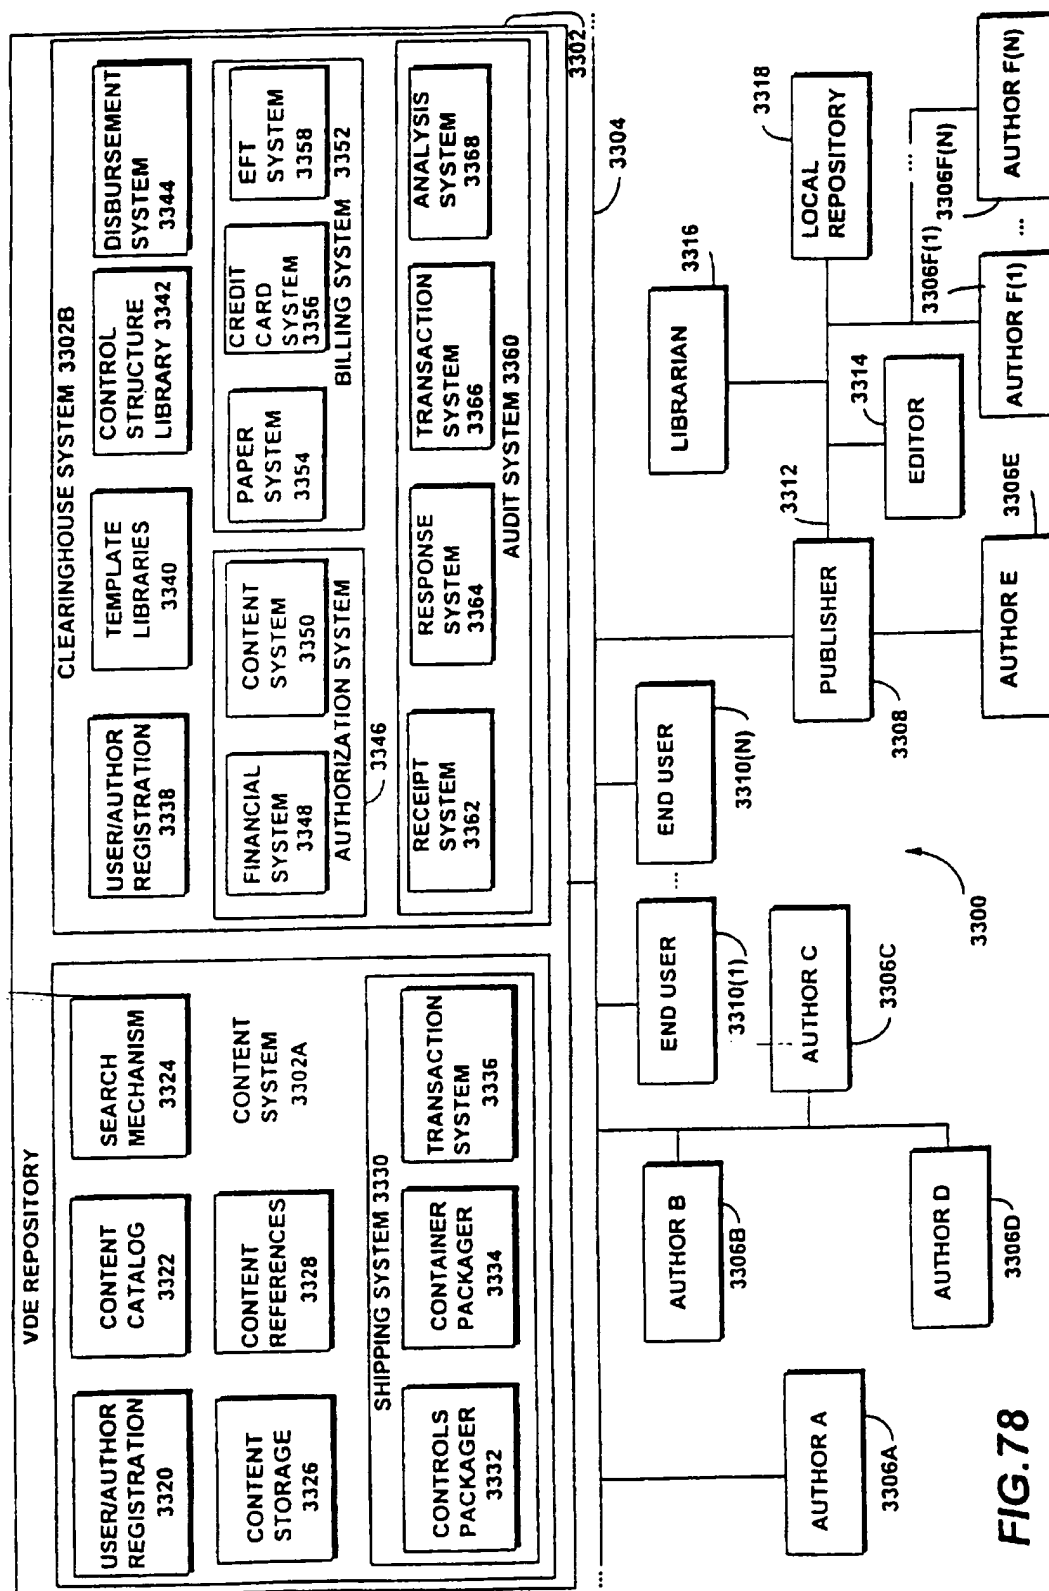 VDE REPOSITORY
USER/AUTHOR
REGISTRATION
3320
CONTENT
CATALOG
3322
SEARCH
MECHANISM
3324
CONTENT
STORAGE
3326
CONTENT
REFERENCES
3328
CONTENT
SYSTEM
3302A
SHIPPING SYSTEM 3330
CONTROLS
PACKAGER
3332
CONTAINER
PACKAGER
3334
TRANSACTION
SYSTEM
3336
CLEARINGHOUSE SYSTEM 3302B
USER/AUTHOR
REGISTRATION
3338
TEMPLATE
LIBRARIES
3340
CONTROL
STRUCTURE
LIBRARY 3342
DISBURSEMENT
SYSTEM
3344
FINANCIAL
SYSTEM
3348
CONTENT
SYSTEM
3350
AUTHORIZATION SYSTEM
3346
PAPER
SYSTEM
3354
CREDIT
CARD
SYSTEM
3356
EFT
SYSTEM
3358
BILLING SYSTEM 3352
RECEIPT
SYSTEM
3362
RESPONSE
SYSTEM
3364
TRANSACTION
SYSTEM
3366
ANALYSIS
SYSTEM
3368
AUDIT SYSTEM 3360
3302
...
...
3304
AUTHOR A
3306A
AUTHOR B
3306B
AUTHOR C
3306C
AUTHOR D
3306D
END USER
3310(1)
...
END USER
3310(N)
3300
PUBLISHER
3308
3312
AUTHOR E
3306E
EDITOR
3314
LIBRARIAN
3316
LOCAL
REPOSITORY
3318
AUTHOR F(1)
3306F(1)
...
...
AUTHOR F(N)
3306F(N)
FIG.78